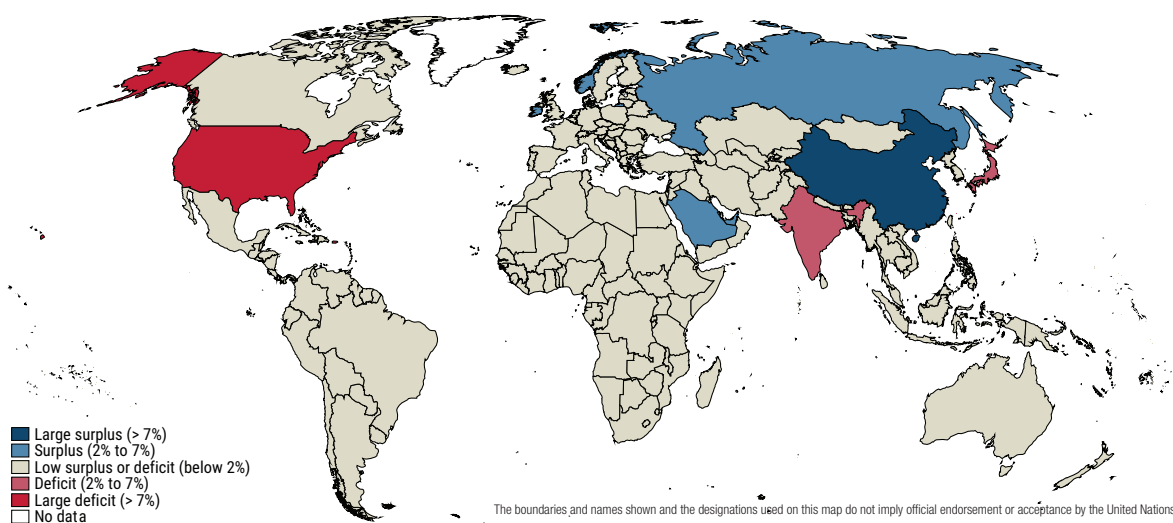 Large surplus (> 7%)
Surplus (2% to 7%)
Low surplus or deficit (below 2%)
Deficit (2% to 7%)
Large deficit (> 7%)
No data
The boundaries and names shown and the designations used on this map do not imply official endorsement or acceptance by the United Nations